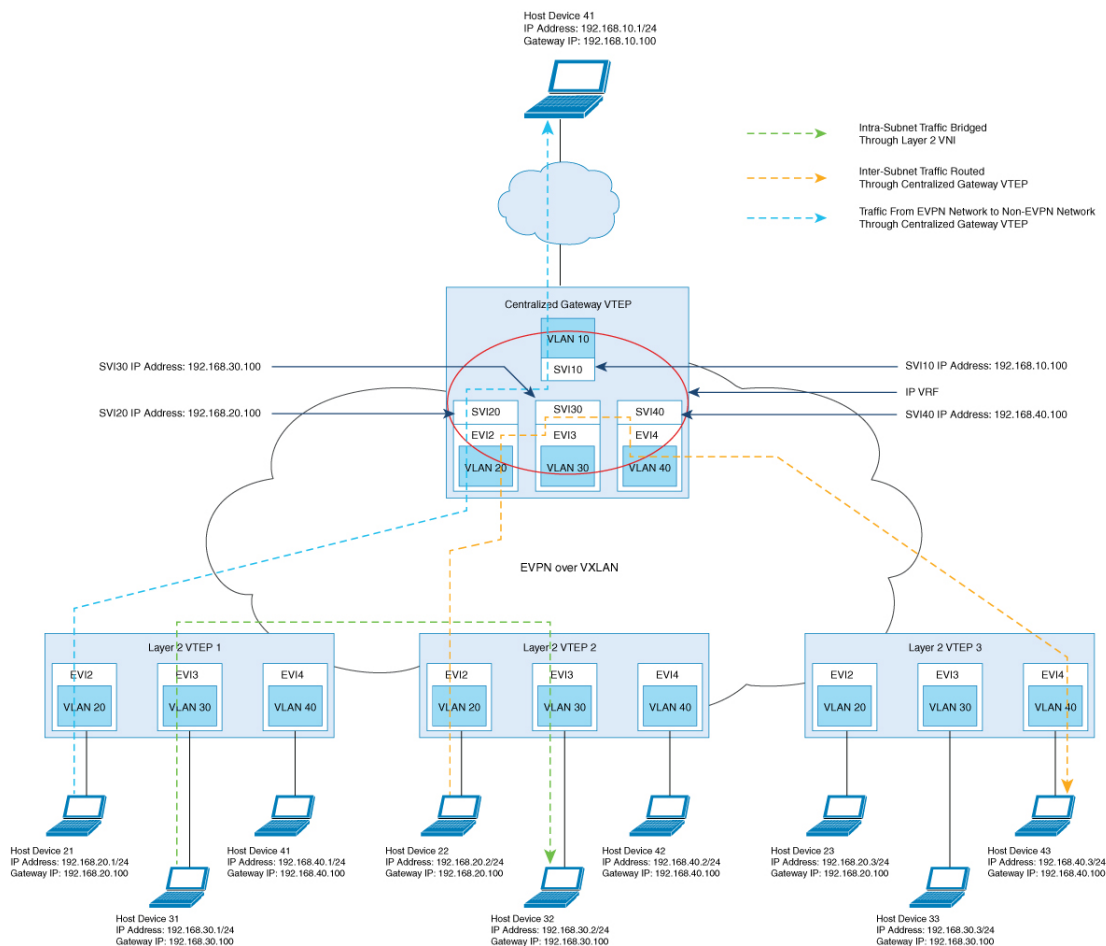 Host Device 41
IP Address: 192.168.10.1/24
Gateway IP: 192.168.10.100
Intra-Subnet Traffic Bridged
Through Layer 2 VNI
Inter-Subnet Traffic Routed
Through Centralized Gateway VTEP
Traffic From EVPN Network to Non-EVPN Network
Through Centralized Gateway VTEP
Centralized Gateway VTEP
VLAN 10
SVI10
SVI30 IP Address: 192.168.30.100
SVI10 IP Address: 192.168.10.100
IP VRF
SVI20 IP Address: 192.168.20.100
SVI40 IP Address: 192.168.40.100
SVI20
SVI30
SVI40
EVI2
EVI3
EVI4
VLAN 20
VLAN 30
VLAN 40
EVPN over VXLAN
Layer 2 VTEP 1
EVI2
EVI3
EVI4
VLAN 20
VLAN 30
VLAN 40
Layer 2 VTEP 2
EVI2
EVI3
EVI4
VLAN 20
VLAN 30
VLAN 40
Layer 2 VTEP 3
EVI2
EVI3
EVI4
VLAN 20
VLAN 30
VLAN 40
Host Device 21
IP Address: 192.168.20.1/24
Gateway IP: 192.168.20.100
Host Device 41
IP Address: 192.168.40.1/24
Gateway IP: 192.168.40.100
Host Device 22
IP Address: 192.168.20.2/24
Gateway IP: 192.168.20.100
Host Device 42
IP Address: 192.168.40.2/24
Gateway IP: 192.168.40.100
Host Device 23
IP Address: 192.168.20.3/24
Gateway IP: 192.168.20.100
Host Device 43
IP Address: 192.168.40.3/24
Gateway IP: 192.168.40.100
Host Device 31
IP Address: 192.168.30.1/24
Gateway IP: 192.168.30.100
Host Device 32
IP Address: 192.168.30.2/24
Gateway IP: 192.168.30.100
Host Device 33
IP Address: 192.168.30.3/24
Gateway IP: 192.168.30.100